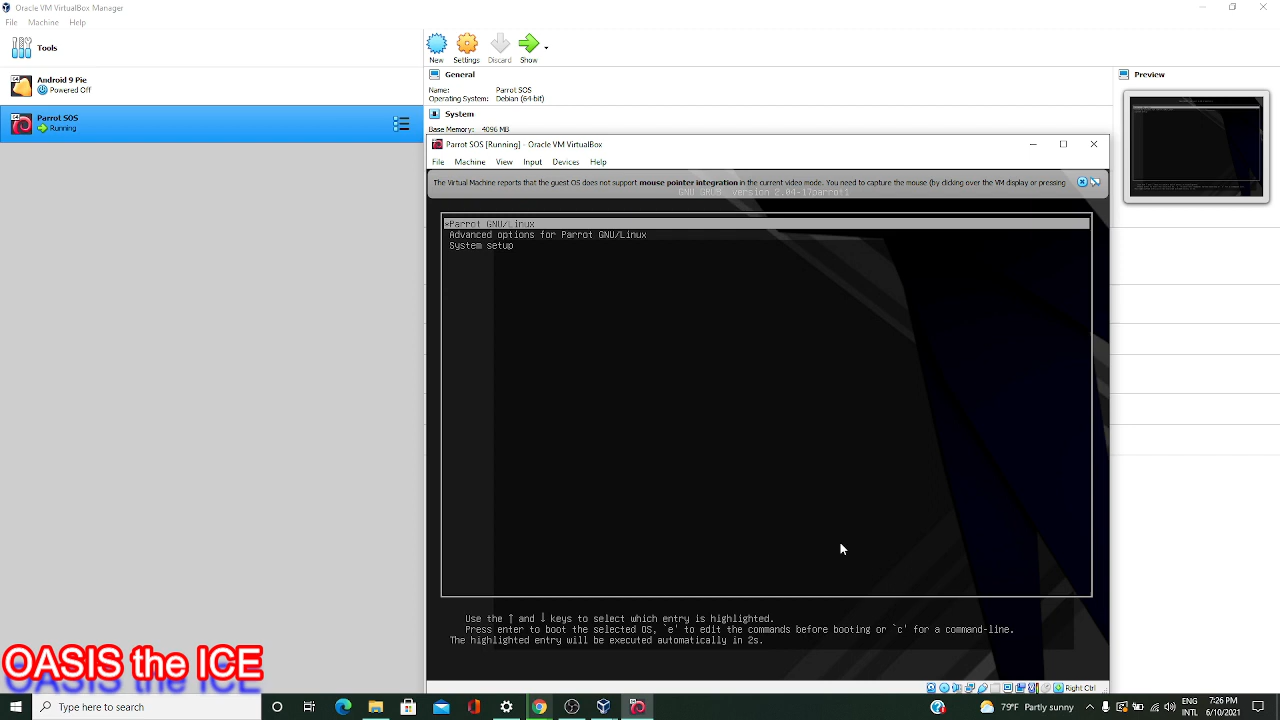 Oracle VM VirtualBox Manager
File Machine Help
Tools
New Settings Discard Show
General
Name: Parrot SOS
Operating System: Debian (64-bit)
System
Base Memory: 4096 MB
Preview
Android 9 Pie
Powered Off
Parrot SOS
Running
Parrot SOS [Running] - Oracle VM VirtualBox
File Machine View Input Devices Help
The Virtual Machine reports that the guest OS does not support mouse pointer integration in the current video mode. You need to capture the mouse (by clicking over the VM display or pressing
GNU GRUB version 2.04-17parrot1
*Parrot GNU/Linux
Advanced options for Parrot GNU/Linux
System setup
Use the ↑ and ↓ keys to select which entry is highlighted.
Press enter to boot the selected OS, `e' to edit the commands before booting or `c' for a command-line.
The highlighted entry will be executed automatically in 2s.
Right Ctrl
OASIS the ICE
Type here to search
79°F Partly sunny
ENG
INTL
7:26 PM
6/10/2021